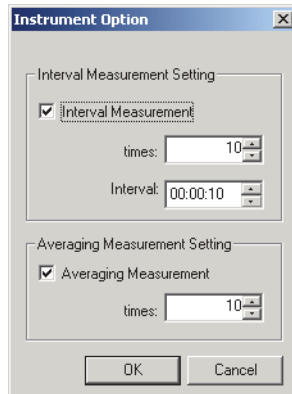 Instrument Option
Interval Measurement Setting
Interval Measurement
times: 10
Interval: 00:00:10
Averaging Measurement Setting
Averaging Measurement
times: 10
OK Cancel